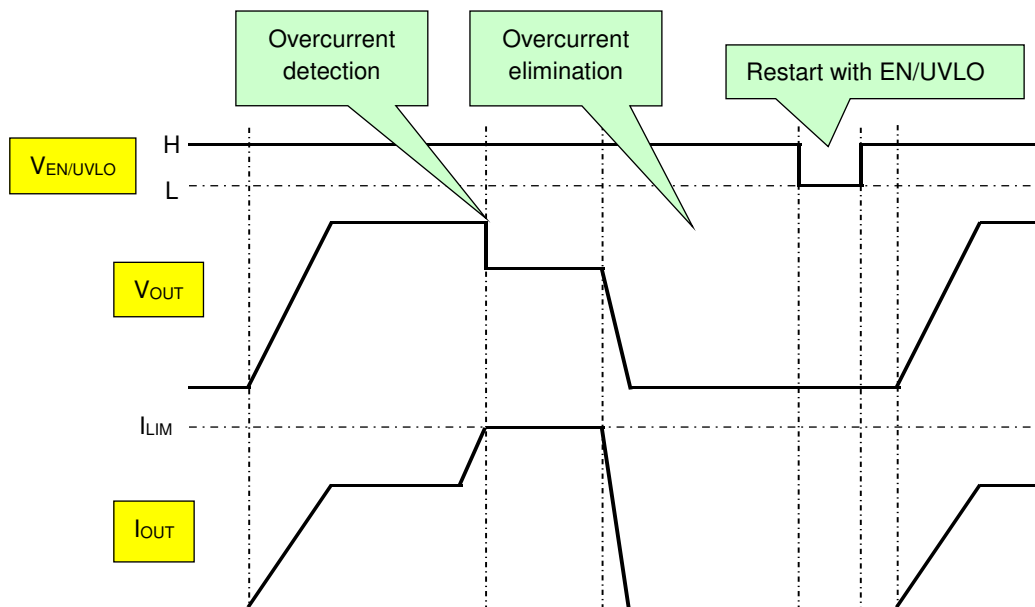 Overcurrent
detection
Overcurrent
elimination
Restart with EN/UVLO
VEN/UVLO
H
L
VOUT
ILIM
IOUT